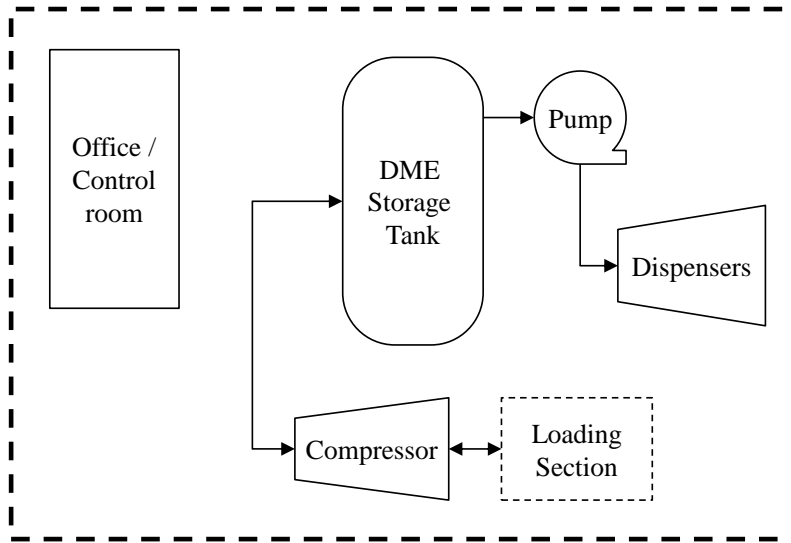 Office /
Control
room
DME
Storage
Tank
Pump
Dispensers
Compressor
Loading
Section